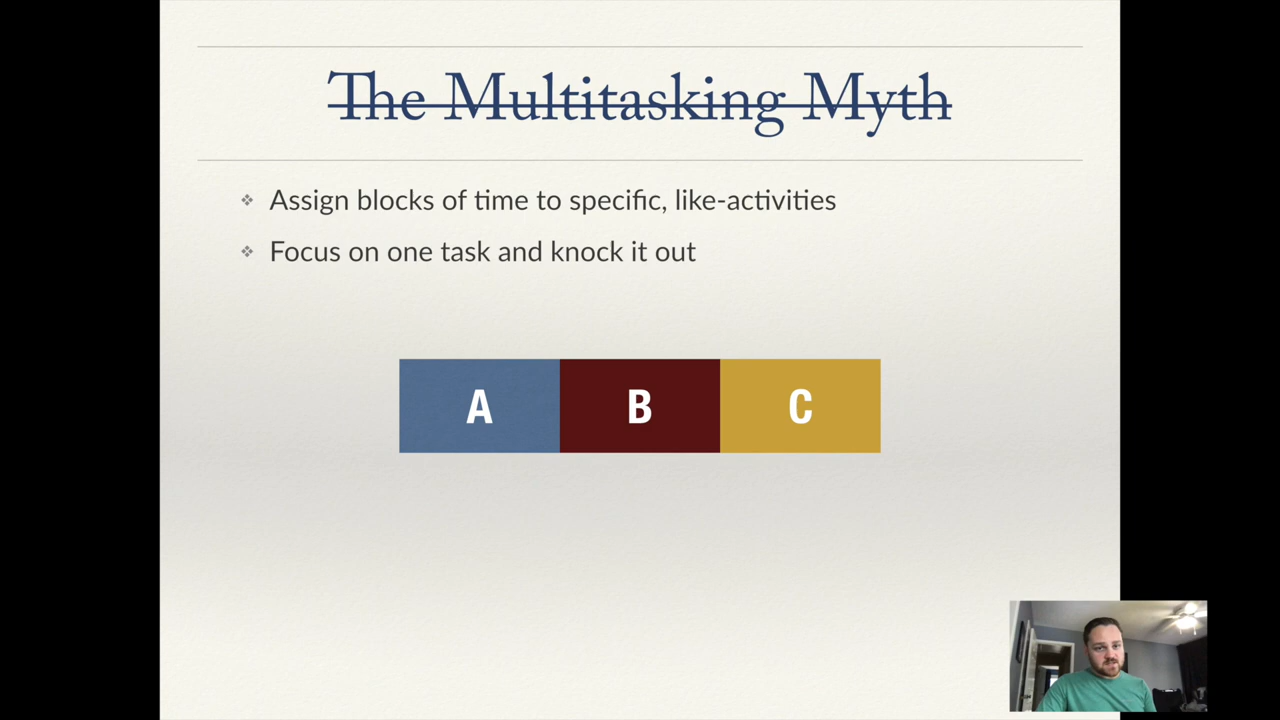 The Multitasking Myth
Assign blocks of time to specific, like-activities
Focus on one task and knock it out
A B C